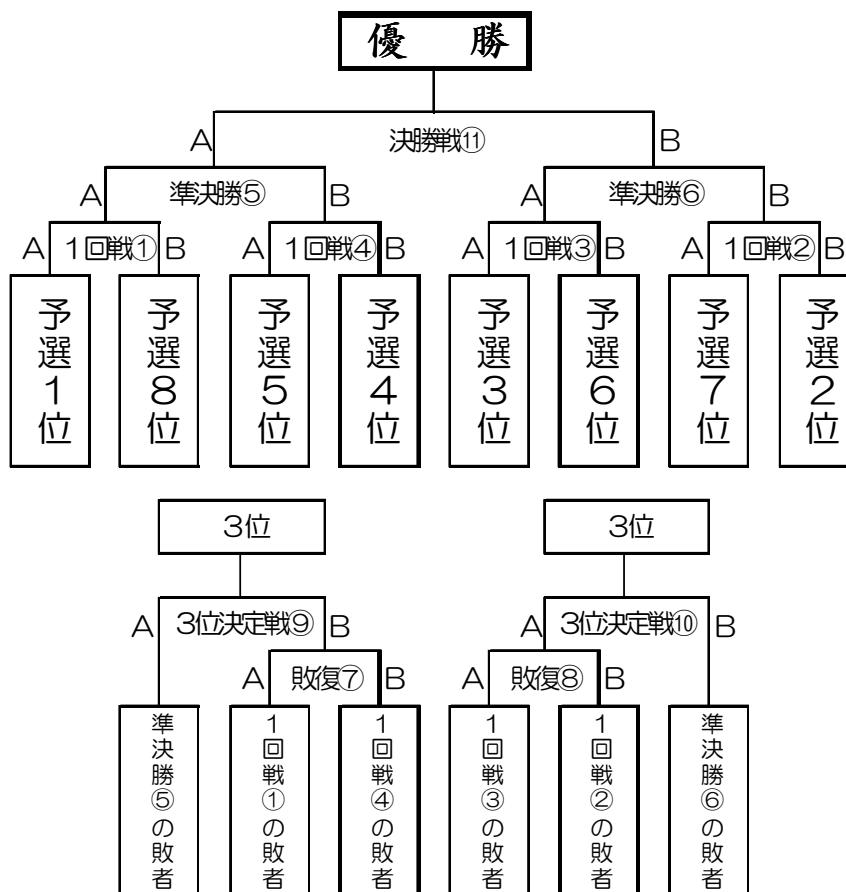 優　勝
A 決勝戦⑪ B
A 準決勝⑤ B A 準決勝⑥ B
A 1回戦① B A 1回戦④ B A 1回戦③ B A 1回戦② B
予選1位
予選8位
予選5位
予選4位
予選3位
予選6位
予選7位
予選2位
3位
3位
A 3位決定戦⑨ B A 3位決定戦⑩ B
A 敗復⑦ B A 敗復⑧ B
準決勝⑤の敗者
1回戦①の敗者
1回戦④の敗者
1回戦③の敗者
1回戦②の敗者
準決勝⑥の敗者